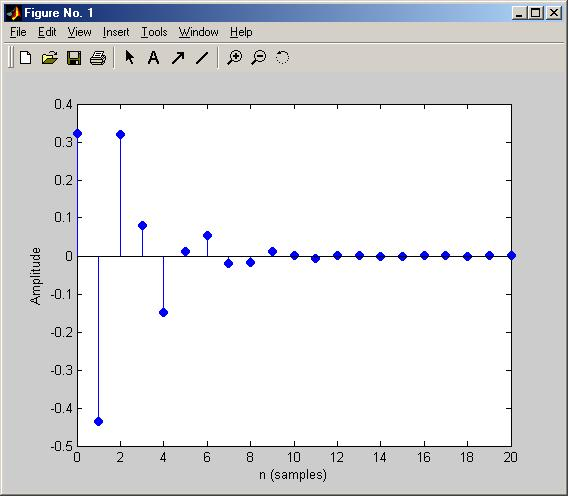 Figure No. 1
File Edit View Insert Tools Window Help
A
0.4
0.3
0.2
0.1
0
-0.1
-0.2
-0.3
-0.4
-0.5
Amplitude
0 2 4 6 8 10 12 14 16 18 20
n (samples)